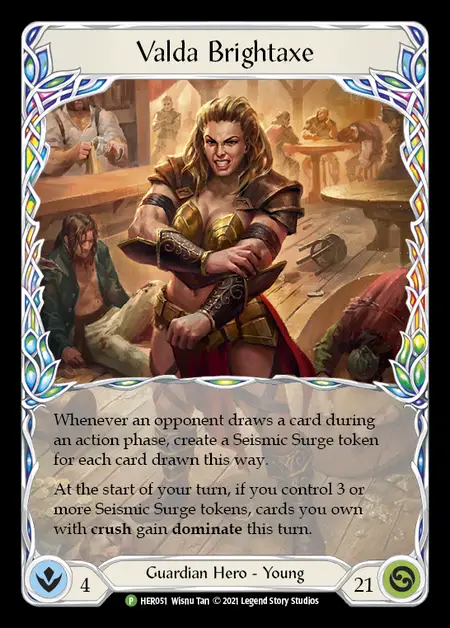 Valda Brightaxe
Whenever an opponent draws a card during
an action phase, create a Seismic Surge token
for each card drawn this way.
At the start of your turn, if you control 3 or
more Seismic Surge tokens, cards you own
with crush gain dominate this turn.
4
Guardian Hero - Young
21
P HER051 Wisnu Tan © 2021 Legend Story Studios